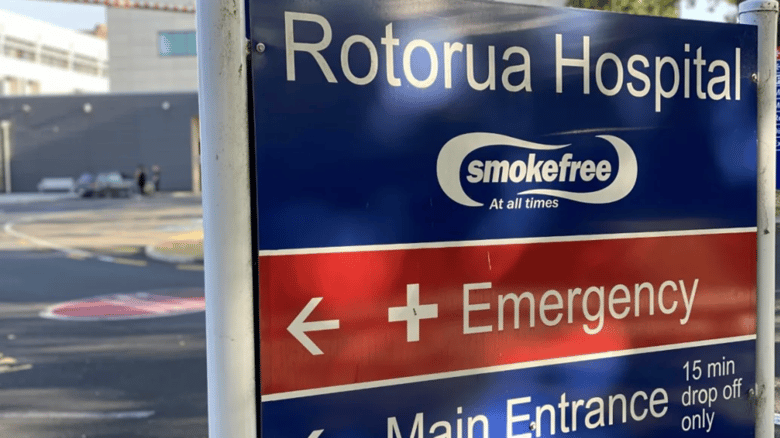 Rotorua Hospital
smokefree
At all times
Emergency
Main Entrance
15 min
drop off
only